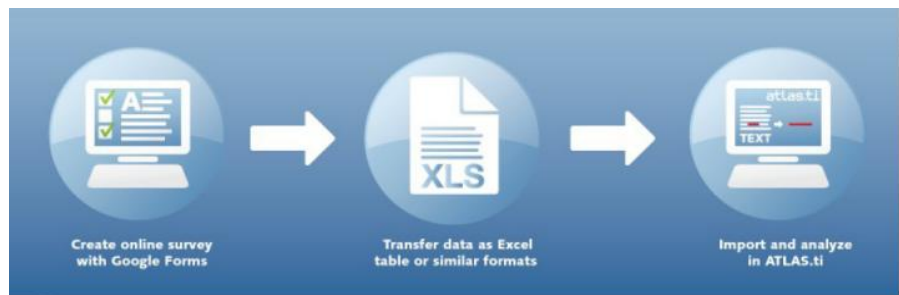 A
XLS
atlas.ti
TEXT
Create online survey
with Google Forms
Transfer data as Excel
table or similar formats
Import and analyze
in ATLAS.ti